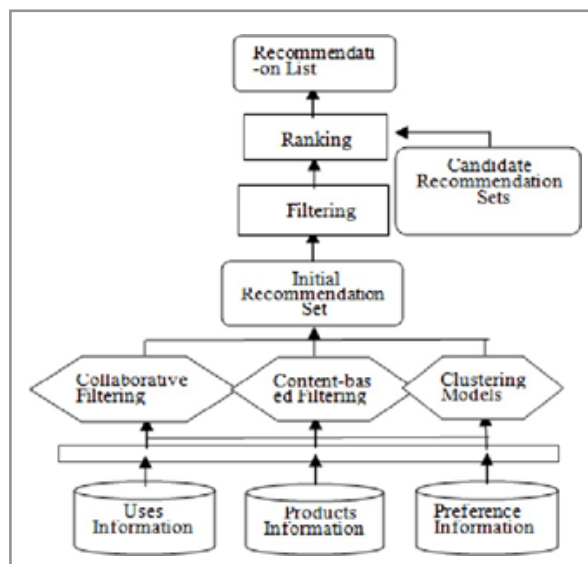 Recommendati
-on List
Ranking
Candidate
Recommendation
Sets
Filtering
Initial
Recommendation
Set
Collaborative
Filtering
Content-bas
ed Filtering
Clustering
Models
Uses
Information
Products
Information
Preference
Information